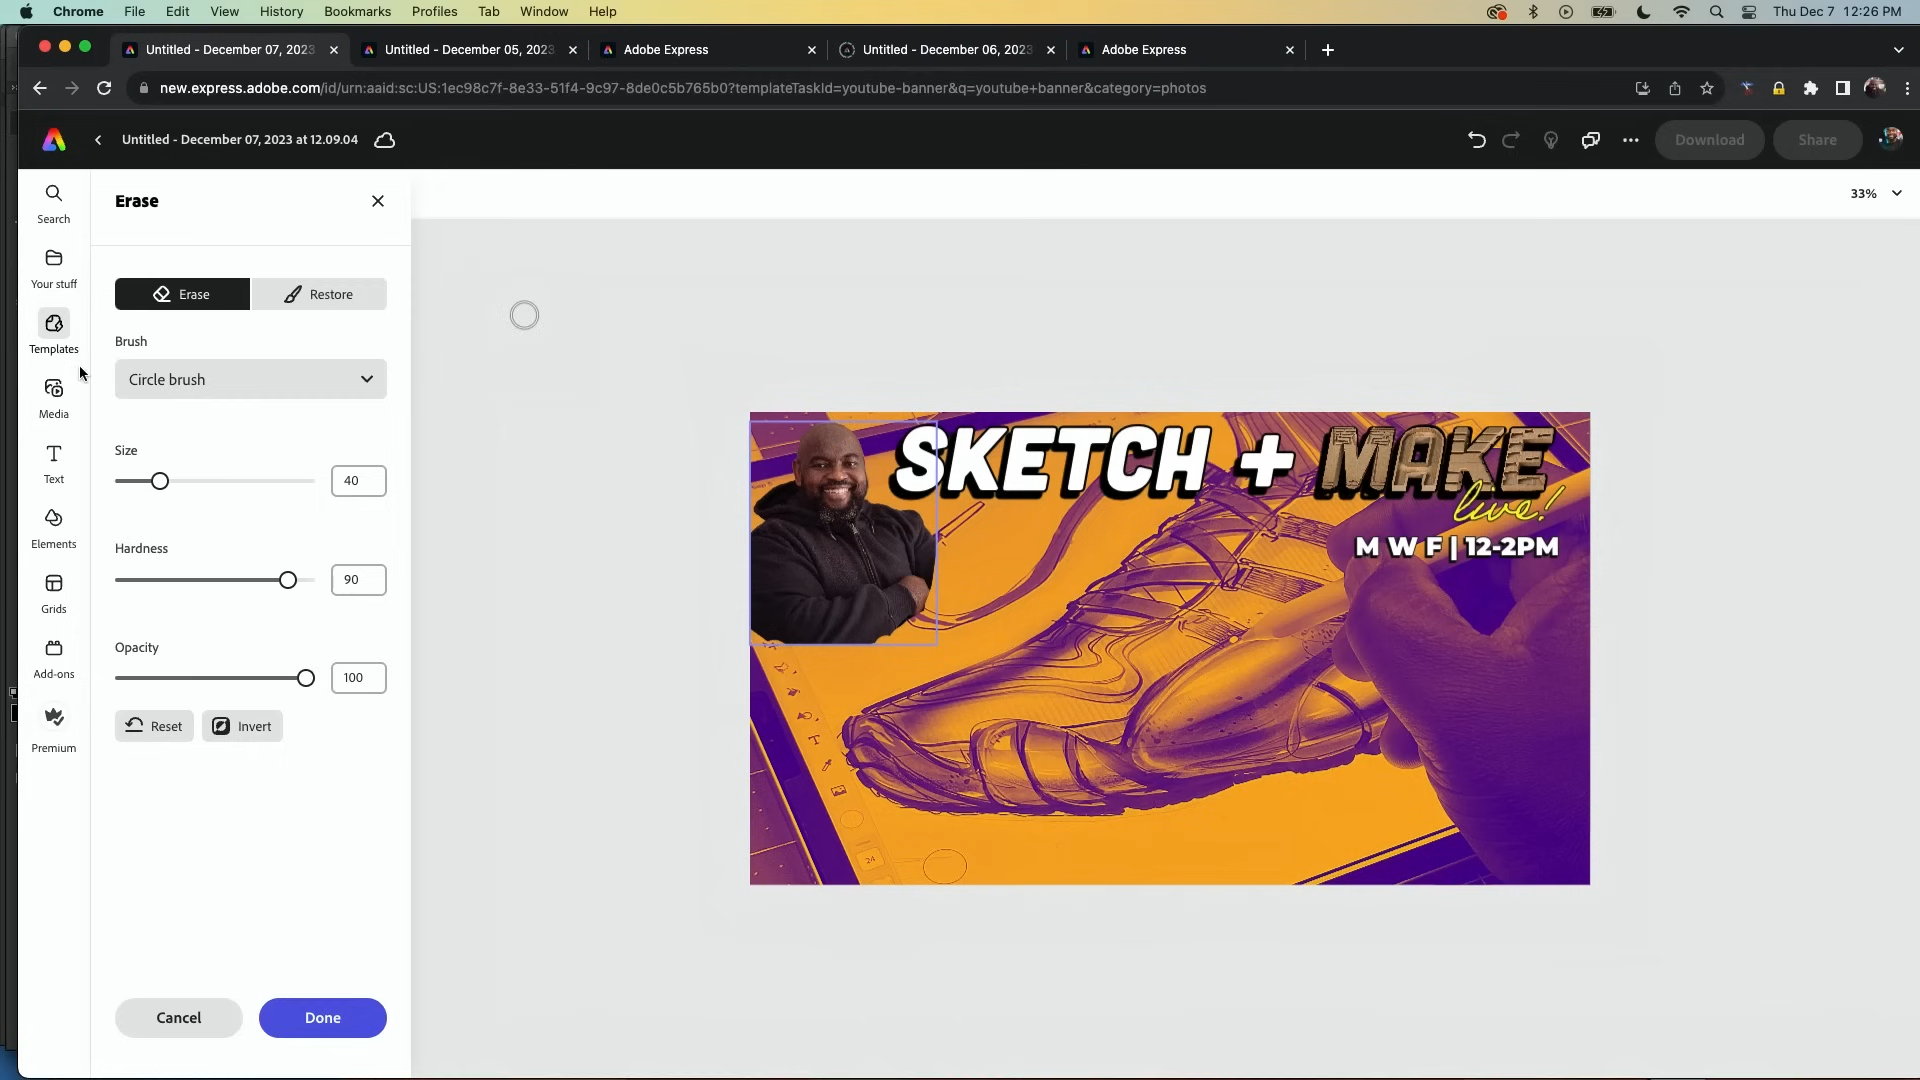 Chrome File Edit View History Bookmarks Profiles Tab Window Help Thu Dec 7 12:26 PM
Untitled - December 07, 2023 Untitled - December 05, 2023 Adobe Express Untitled - December 06, 2023 Adobe Express
new.express.adobe.com/id/urn:aaid:sc:US:1ec98c7f-8e33-51f4-9c97-8de0c5b765b0?templateTaskId=youtube-banner&q=youtube+banner&category=photos
Untitled - December 07, 2023 at 12.09.04 Download Share
33%
Search
Your stuff
Templates
Media
Text
Elements
Grids
Add-ons
Premium
Erase
Erase Restore
Brush
Circle brush
Size
40
Hardness
90
Opacity
100
Reset Invert
Cancel Done
SKETCH + MAKE
live!
M W F | 12-2PM
T
24